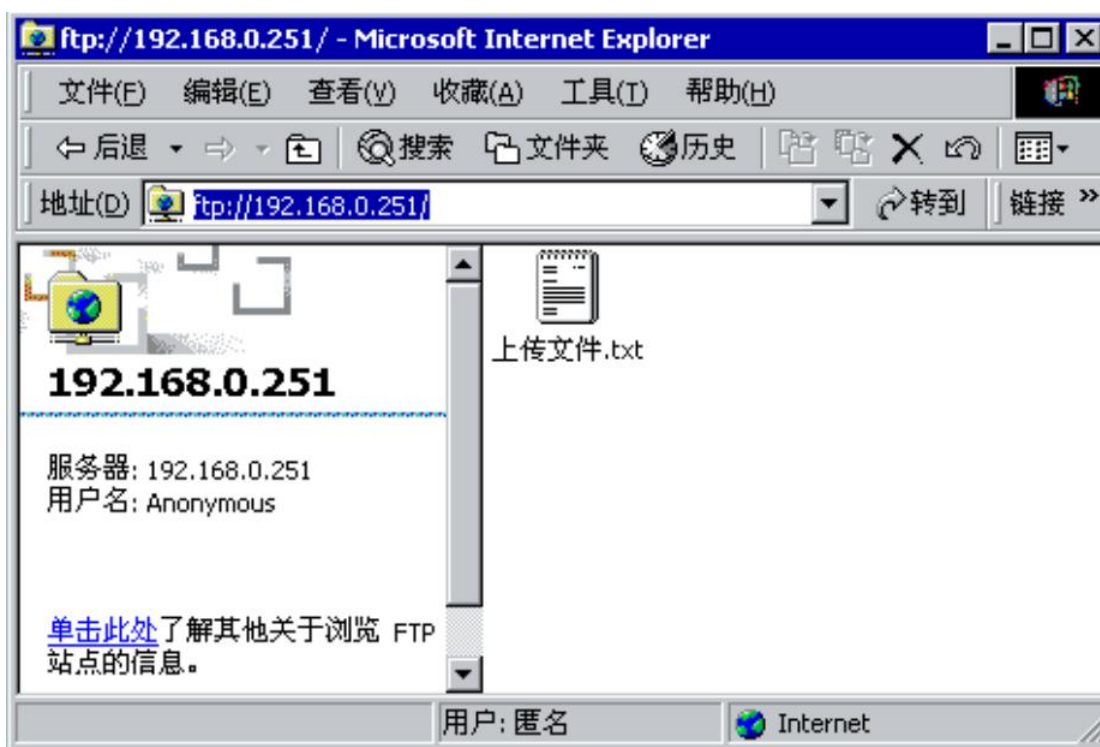 ftp://192.168.0.251/ - Microsoft Internet Explorer
文件(F) 编辑(E) 查看(V) 收藏(A) 工具(T) 帮助(H)
后退 搜索 文件夹 历史
地址(D) ftp://192.168.0.251/ 转到 链接 »
上传文件.txt
192.168.0.251
服务器: 192.168.0.251
用户名: Anonymous
单击此处了解其他关于浏览 FTP
站点的信息。
用户: 匿名 Internet